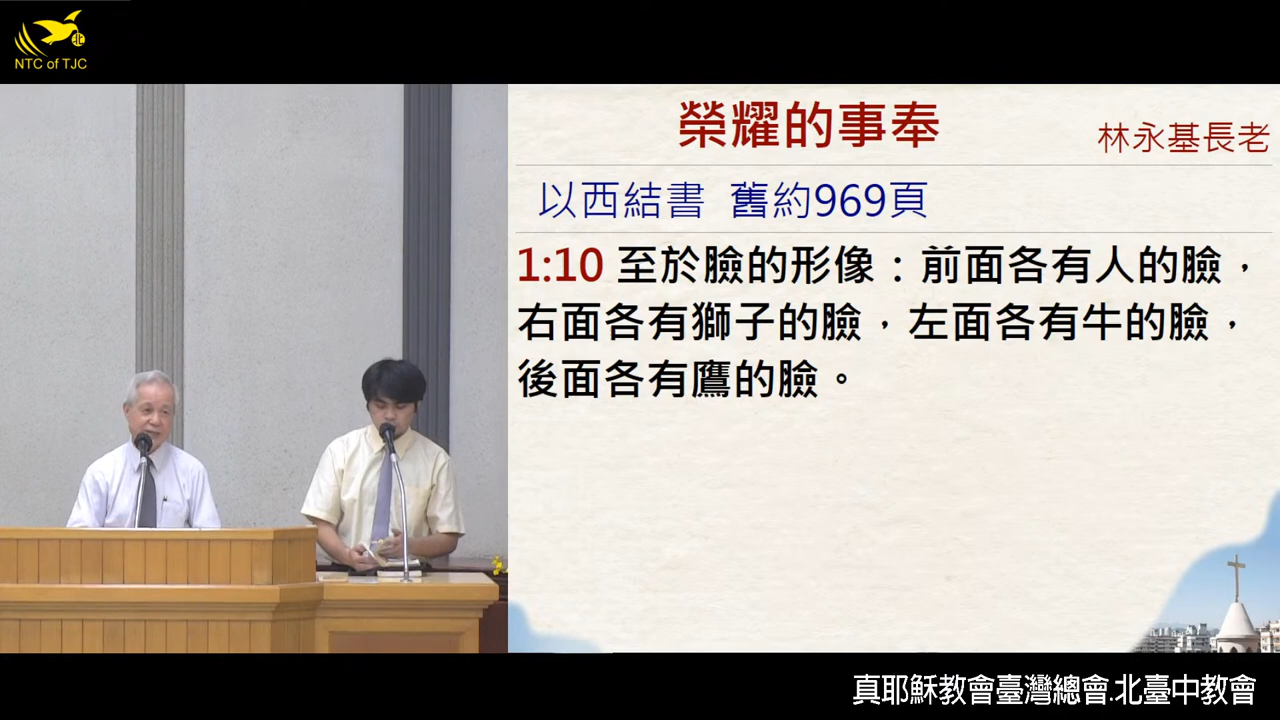 北
NTC of TJC
榮耀的事奉
林永基長老
以西結書 舊約969頁
1:10 至於臉的形像：前面各有人的臉，
右面各有獅子的臉，左面各有牛的臉，
後面各有鷹的臉。
真耶穌教會臺灣總會.北臺中教會